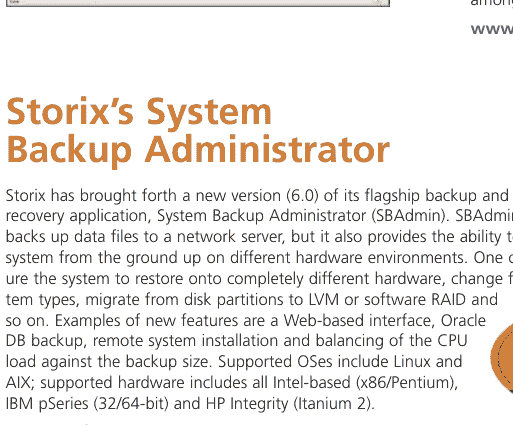 among
www
Storix's System
Backup Administrator
Storix has brought forth a new version (6.0) of its flagship backup and
recovery application, System Backup Administrator (SBAdmin). SBAdmin
backs up data files to a network server, but it also provides the ability
system from the ground up on different hardware environments. One
ure the system to restore onto completely different hardware, change
tem types, migrate from disk partitions to LVM or software RAID and
so on. Examples of new features are a Web-based interface, Oracle
DB backup, remote system installation and balancing of the CPU
load against the backup size. Supported OSes include Linux and
AIX; supported hardware includes all Intel-based (x86/Pentium),
IBM pSeries (32/64-bit) and HP Integrity (Itanium 2).